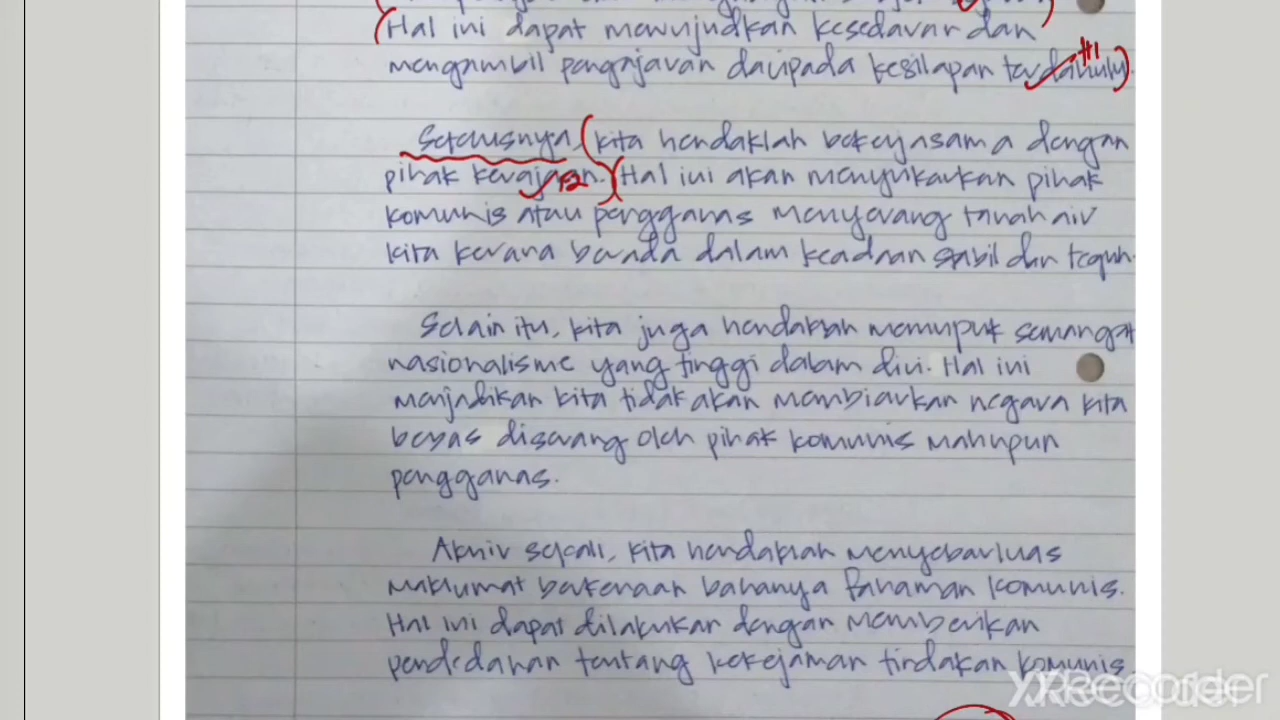 (Hal ini dapat mewujudkan kesedaran dan
mengambil pengajaran daripada kesilapan terdahulu) H1
Seterusnya, (kita hendaklah bekerjasama dengan
pihak kerajaan.) F2 (Hal ini akan menyukarkan pihak
komunis atau pengganas menyerang tanah air
kita kerana berada dalam keadaan stabil dan teguh.
Selain itu, kita juga hendaklah memupuk semangat
nasionalisme yang tinggi dalam diri. Hal ini
menjadikan kita tidak akan membiarkan negara kita
bebas diserang oleh pihak komunis mahupun
pengganas.
Akhir sekali, kita hendaklah menyebarluas
maklumat berkenaan bahanya fahaman komunis.
Hal ini dapat dilakukan dengan memberikan
pendedahan tentang kekejaman tindakan komunis
XRecorder